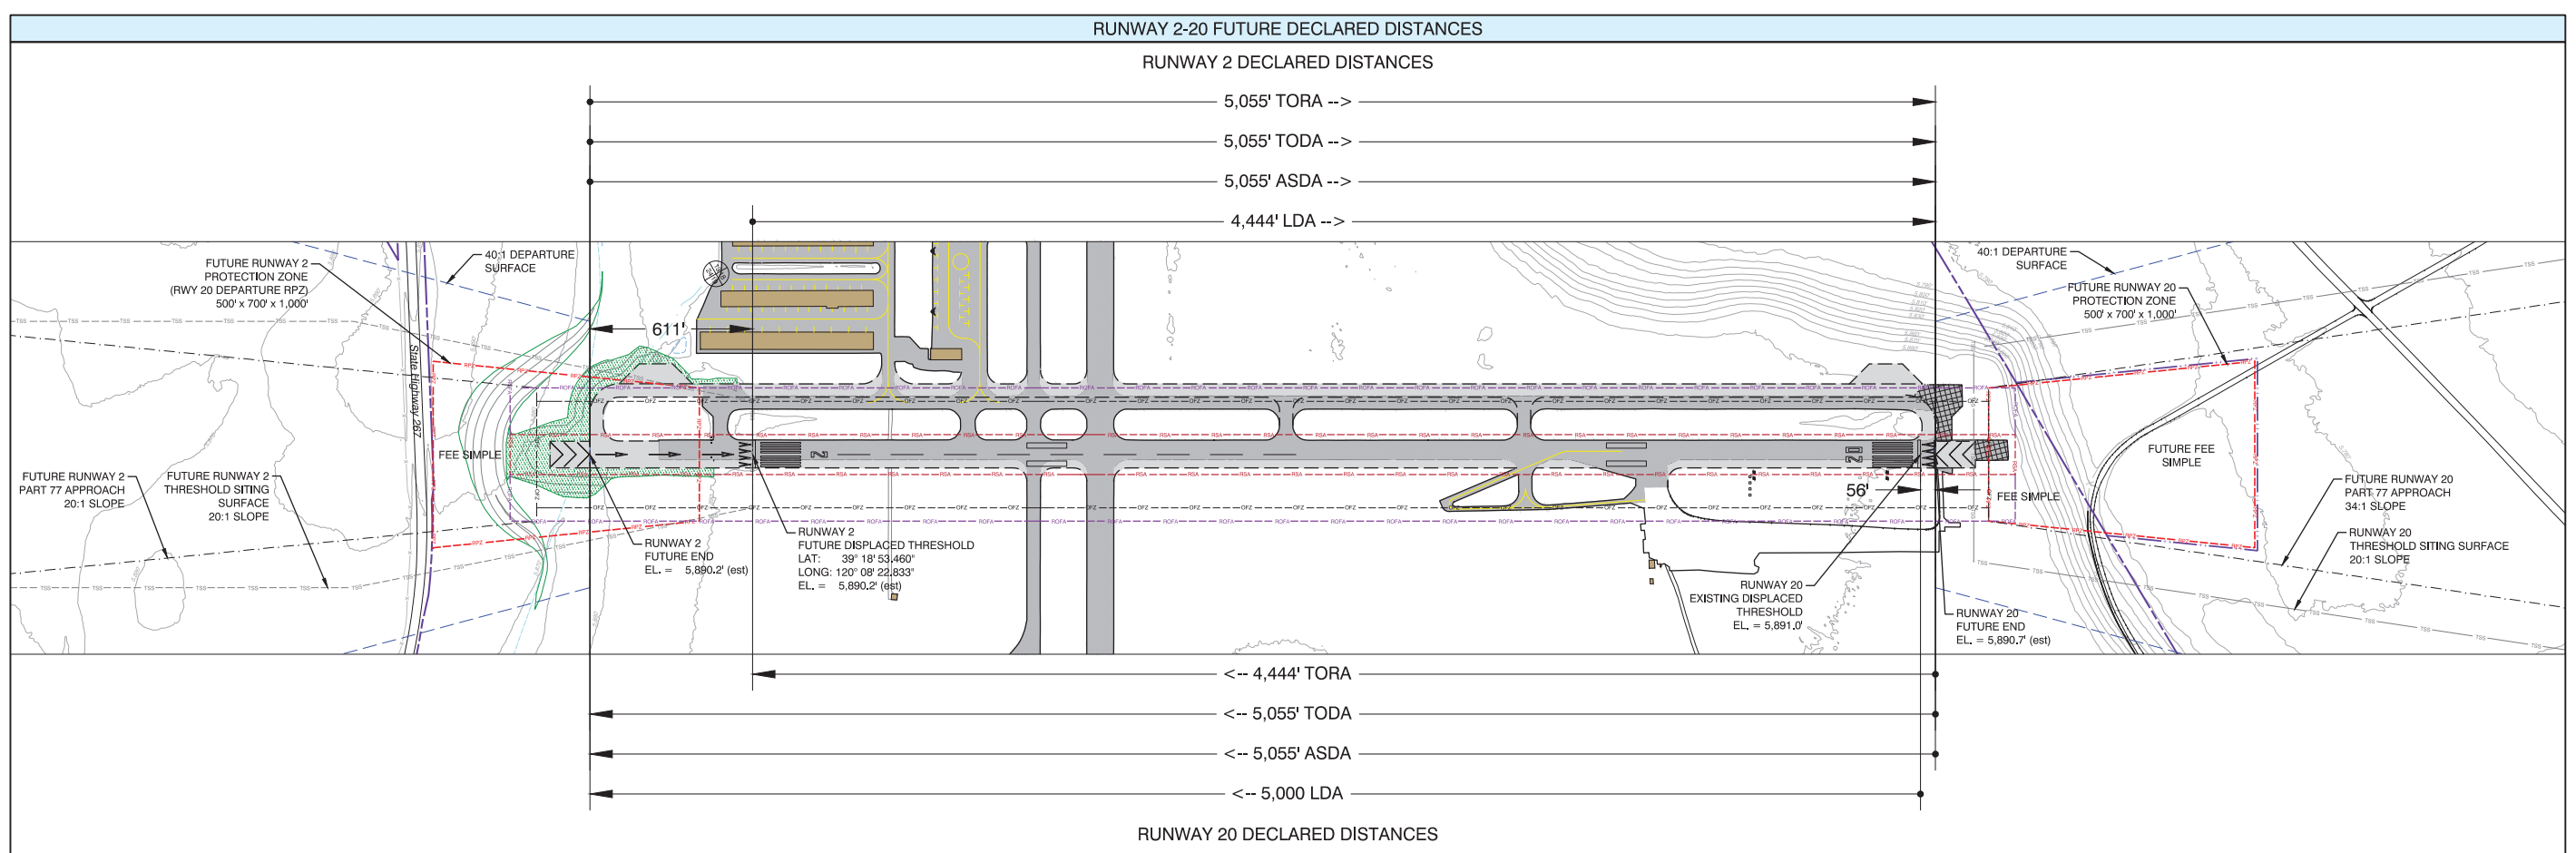 RUNWAY 2-20 FUTURE DECLARED DISTANCES
RUNWAY 2 DECLARED DISTANCES
5,055' TORA -->
5,055' TODA -->
5,055' ASDA -->
4,444' LDA -->
FUTURE RUNWAY 2
PROTECTION ZONE
(RWY 20 DEPARTURE RPZ)
500' x 700' x 1,000'
40:1 DEPARTURE
SURFACE
611'
40:1 DEPARTURE
SURFACE
FUTURE RUNWAY 20
PROTECTION ZONE
500' x 700' x 1,000'
State Highway 267
FEE SIMPLE
FUTURE RUNWAY 2
PART 77 APPROACH
20:1 SLOPE
FUTURE RUNWAY 2
THRESHOLD SITING
SURFACE
20:1 SLOPE
2
20
RUNWAY 2
FUTURE END
EL. = 5,890.2' (est)
RUNWAY 2
FUTURE DISPLACED THRESHOLD
LAT: 39° 18' 53.460"
LONG: 120° 08' 22.833"
EL. = 5,890.2' (est)
56'
FEE SIMPLE
FUTURE FEE
SIMPLE
RUNWAY 20
EXISTING DISPLACED
THRESHOLD
EL. = 5,891.0'
RUNWAY 20
FUTURE END
EL. = 5,890.7' (est)
FUTURE RUNWAY 20
PART 77 APPROACH
34:1 SLOPE
RUNWAY 20
THRESHOLD SITING SURFACE
20:1 SLOPE
<-- 4,444' TORA
<-- 5,055' TODA
<-- 5,055' ASDA
<-- 5,000 LDA
RUNWAY 20 DECLARED DISTANCES